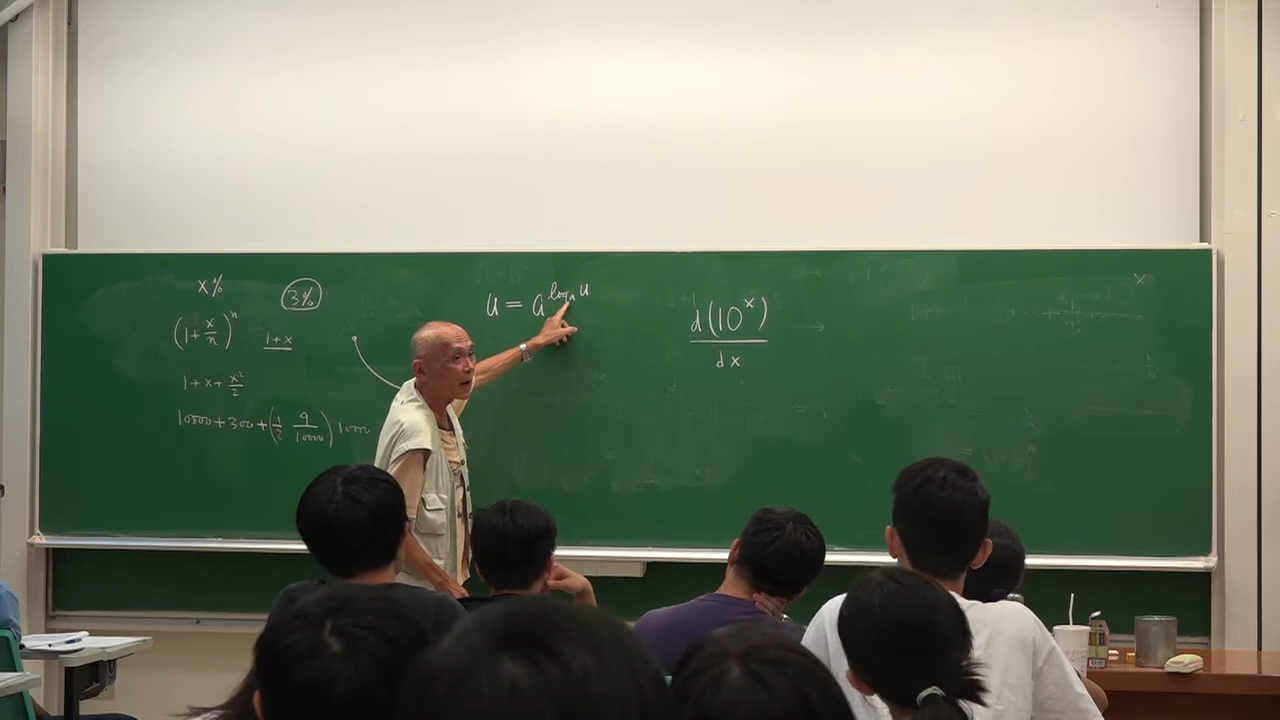 x%
3%
(1+x/n)^n
1+x
1+x+x²/2
10000+300+(1/2 9/10000)10000
u = a^{log_a u}
d(10^x)/dx
x